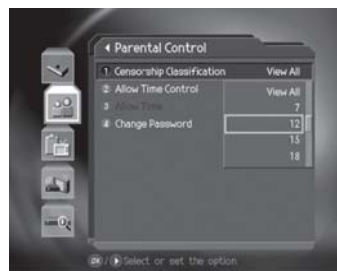 Parental Control
1 Censorship Classification View All
2 Allow Time Control View All
3 Allow Time 7
4 Change Password 12
15
18
OK / Select or set the option